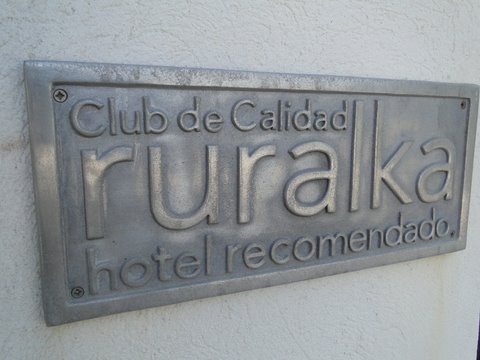 Club de Calidad
ruralka
hotel recomendado.